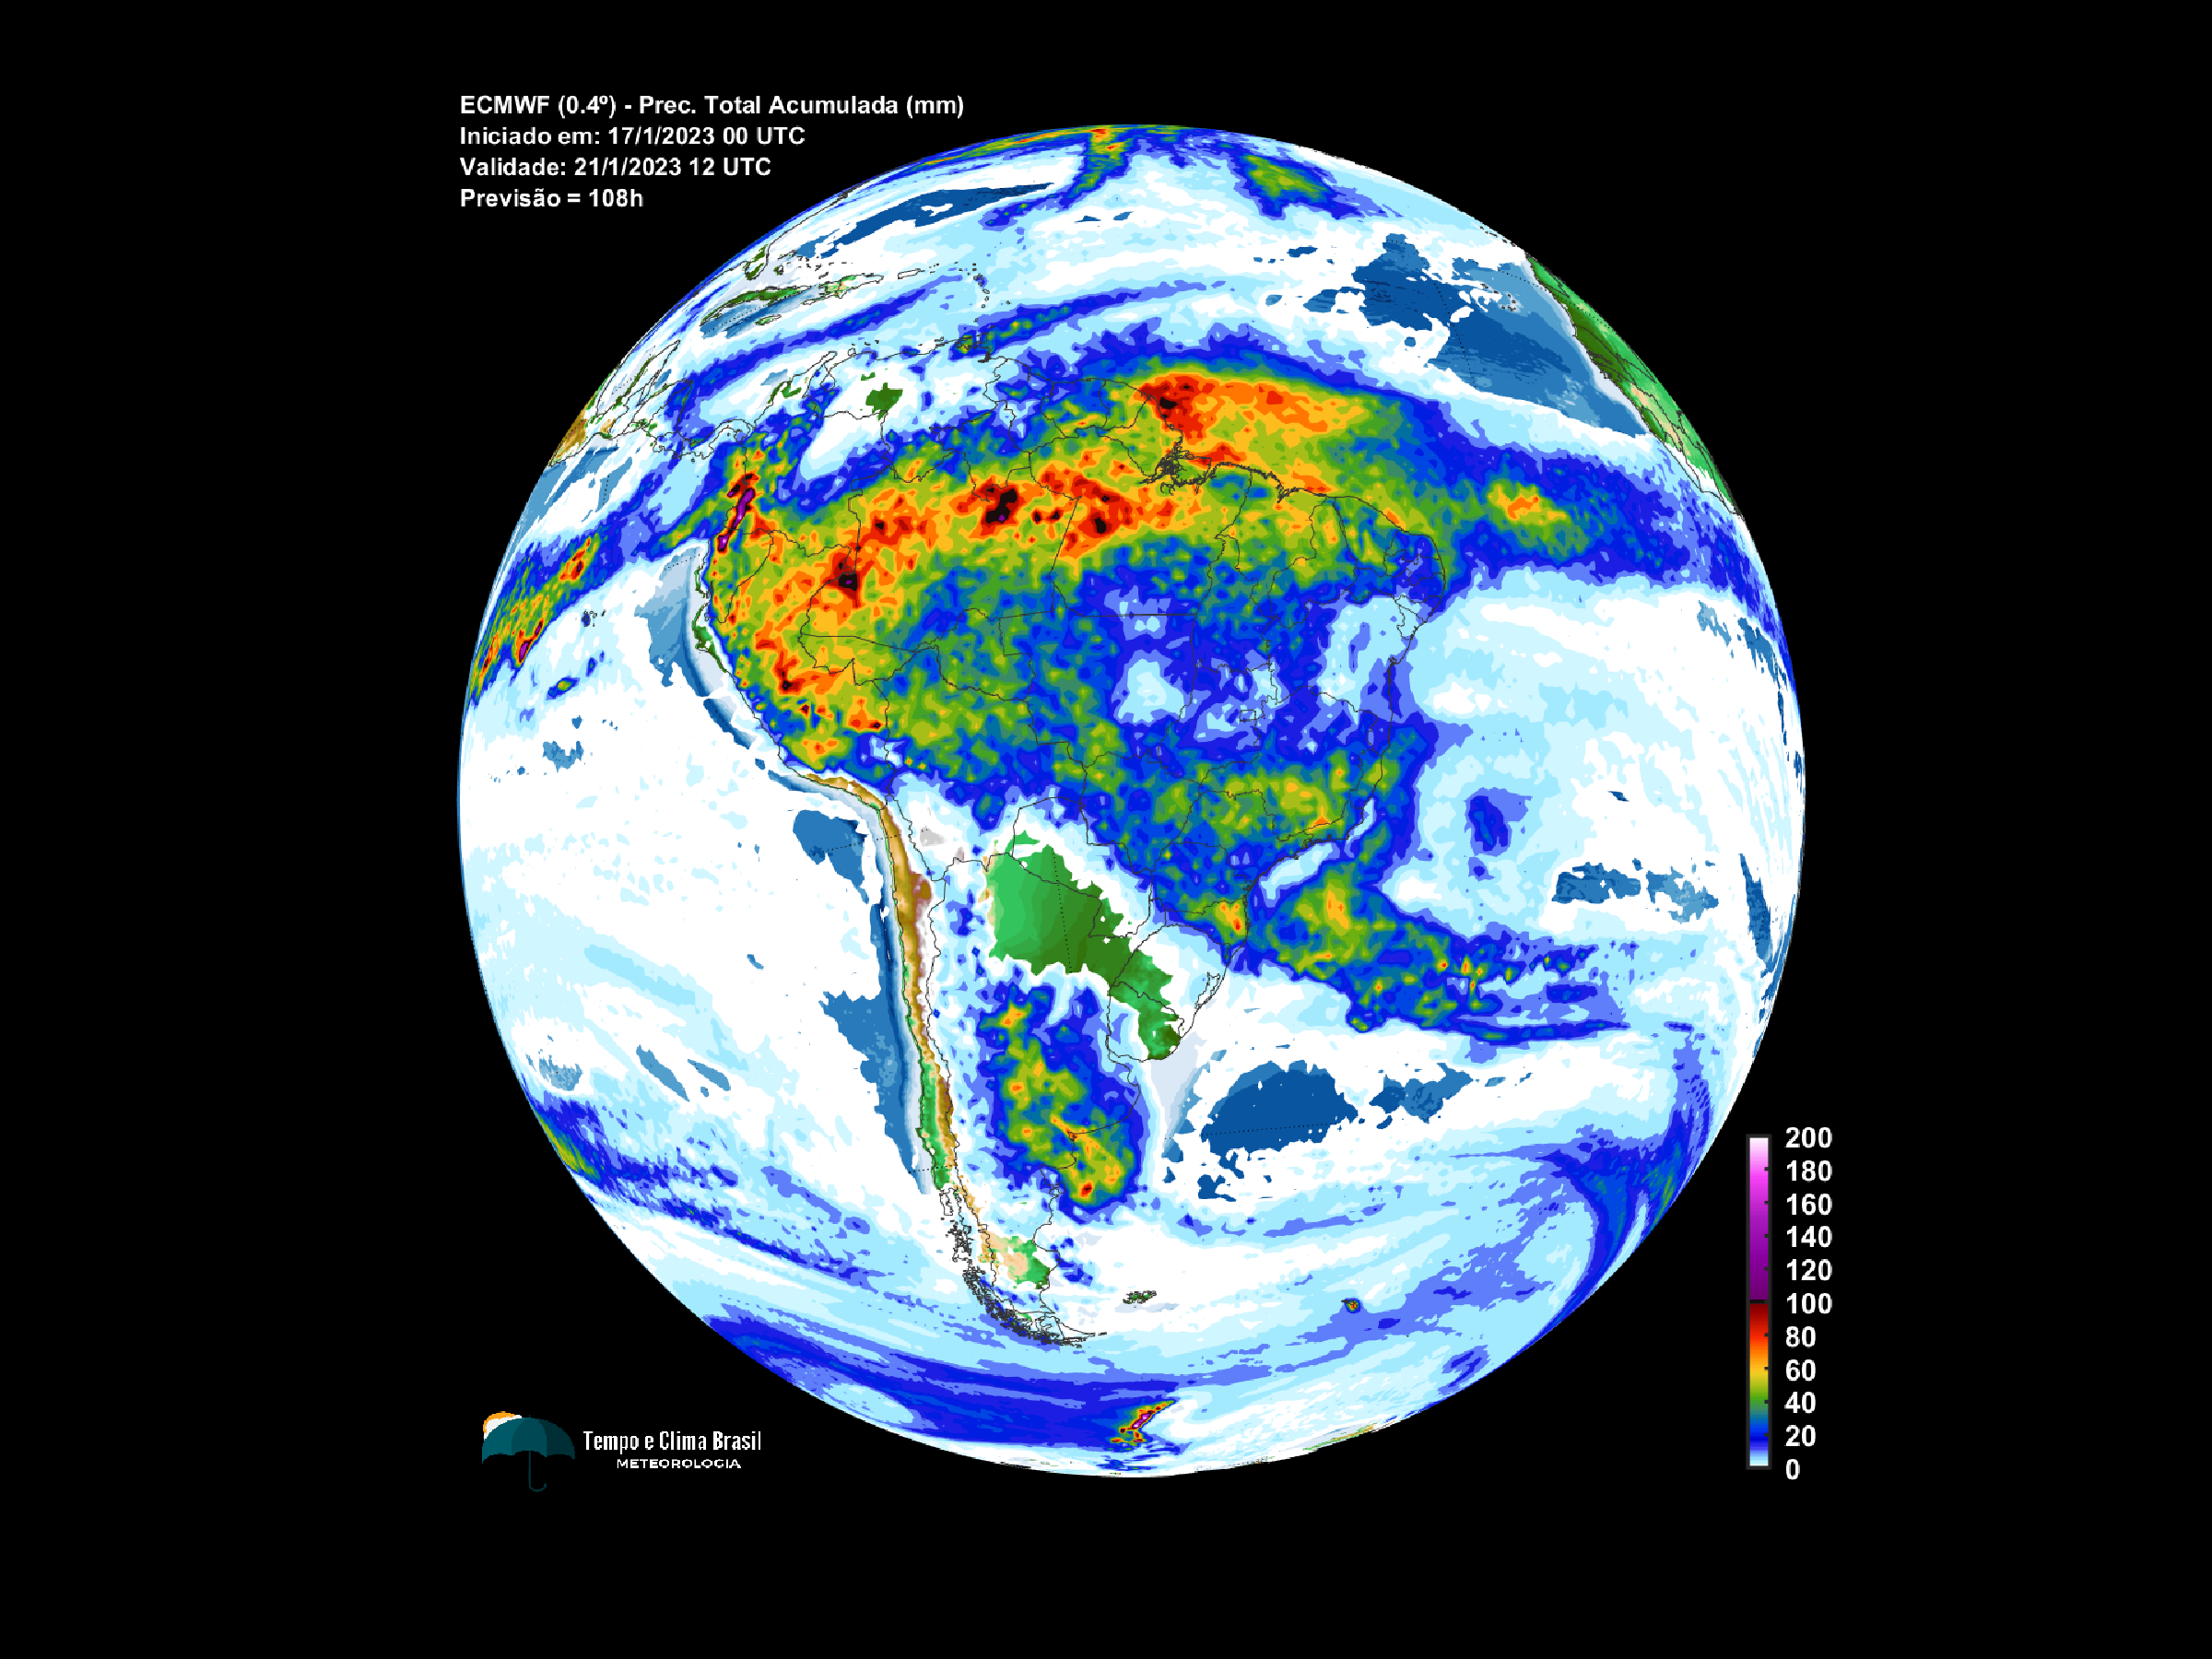 ECMWF (0.4º) - Prec. Total Acumulada (mm)
Iniciado em: 17/1/2023 00 UTC
Validade: 21/1/2023 12 UTC
Previsão = 108h
200
180
160
140
120
100
80
60
40
20
0
Tempo e Clima Brasil
METEOROLOGIA